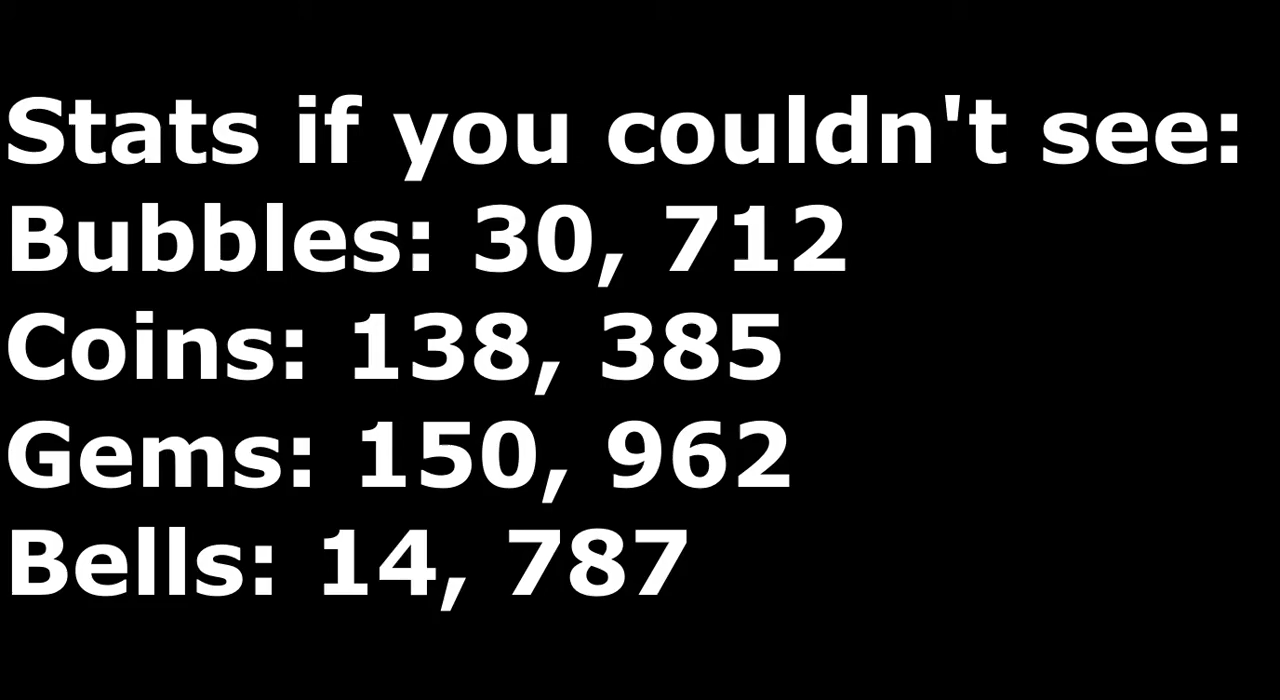 Stats if you couldn't see:
Bubbles: 30, 712
Coins: 138, 385
Gems: 150, 962
Bells: 14, 787